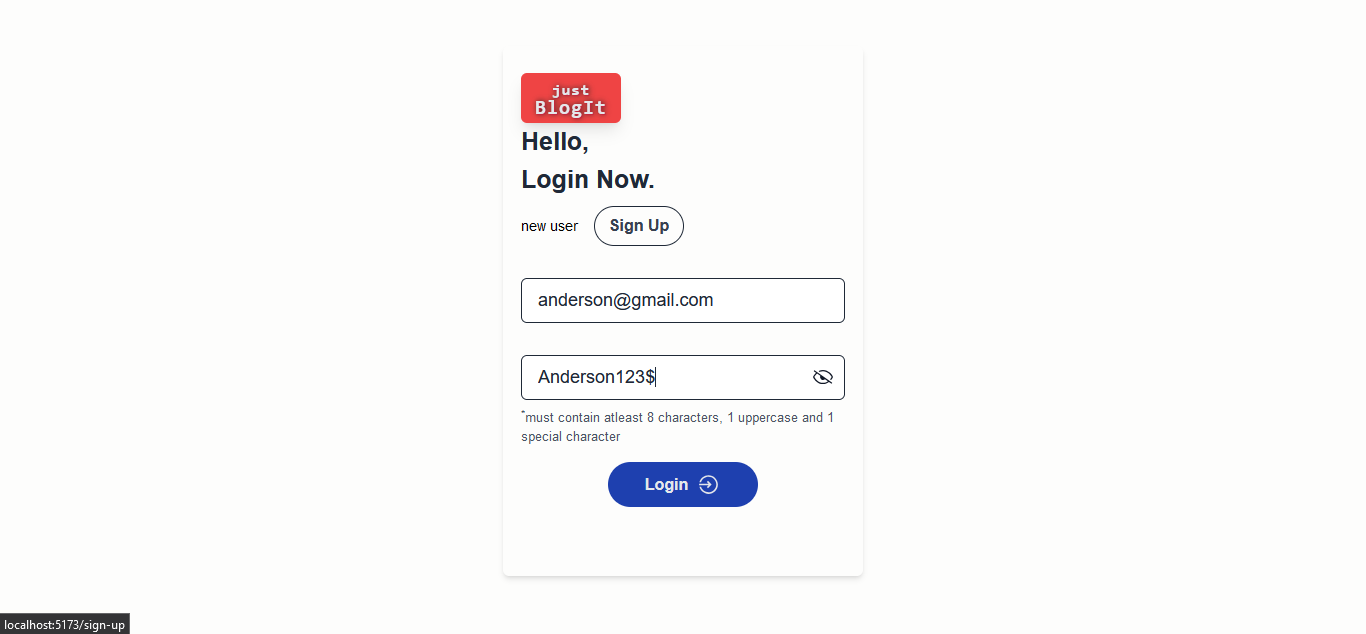 just
BlogIt
Hello,
Login Now.
new user Sign Up
anderson@gmail.com
Anderson123$
*must contain atleast 8 characters, 1 uppercase and 1
special character
Login
localhost:5173/sign-up